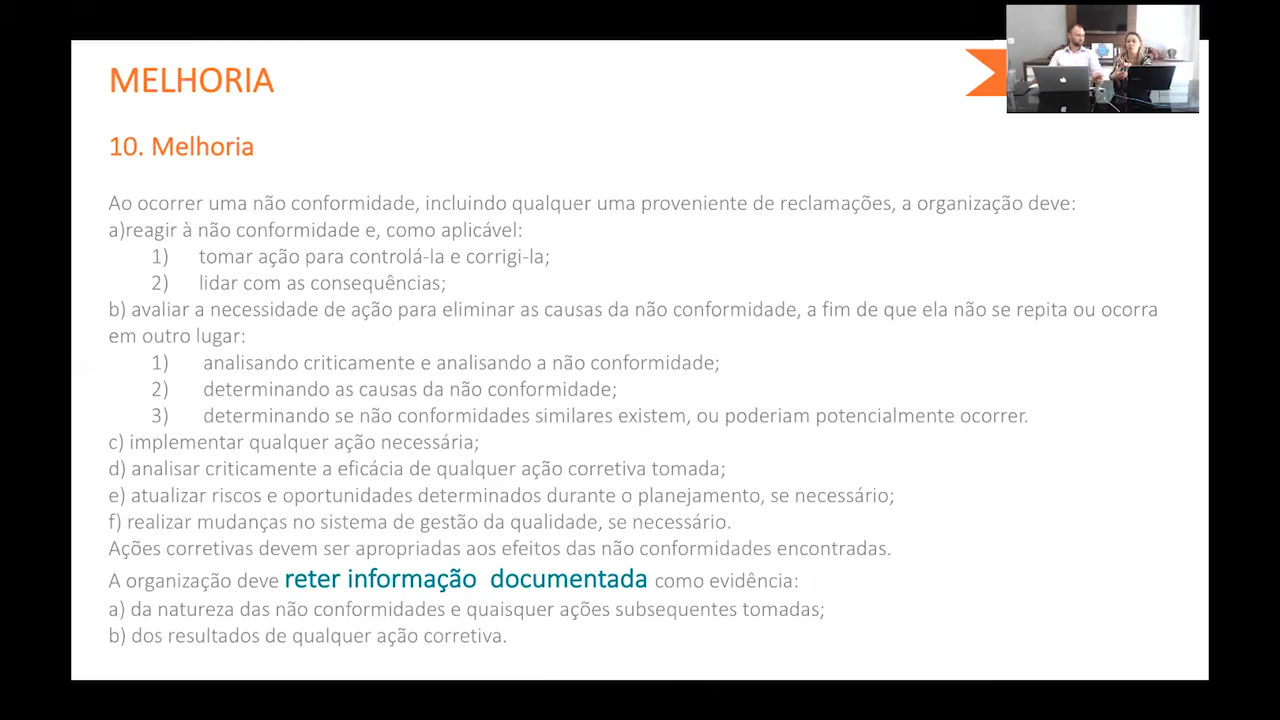 MELHORIA
10. Melhoria
Ao ocorrer uma não conformidade, incluindo qualquer uma proveniente de reclamações, a organização deve:
a)reagir à não conformidade e, como aplicável:
1) tomar ação para controlá-la e corrigi-la;
2) lidar com as consequências;
b) avaliar a necessidade de ação para eliminar as causas da não conformidade, a fim de que ela não se repita ou ocorra
em outro lugar:
1) analisando criticamente e analisando a não conformidade;
2) determinando as causas da não conformidade;
3) determinando se não conformidades similares existem, ou poderiam potencialmente ocorrer.
c) implementar qualquer ação necessária;
d) analisar criticamente a eficácia de qualquer ação corretiva tomada;
e) atualizar riscos e oportunidades determinados durante o planejamento, se necessário;
f) realizar mudanças no sistema de gestão da qualidade, se necessário.
Ações corretivas devem ser apropriadas aos efeitos das não conformidades encontradas.
A organização deve reter informação documentada como evidência:
a) da natureza das não conformidades e quaisquer ações subsequentes tomadas;
b) dos resultados de qualquer ação corretiva.